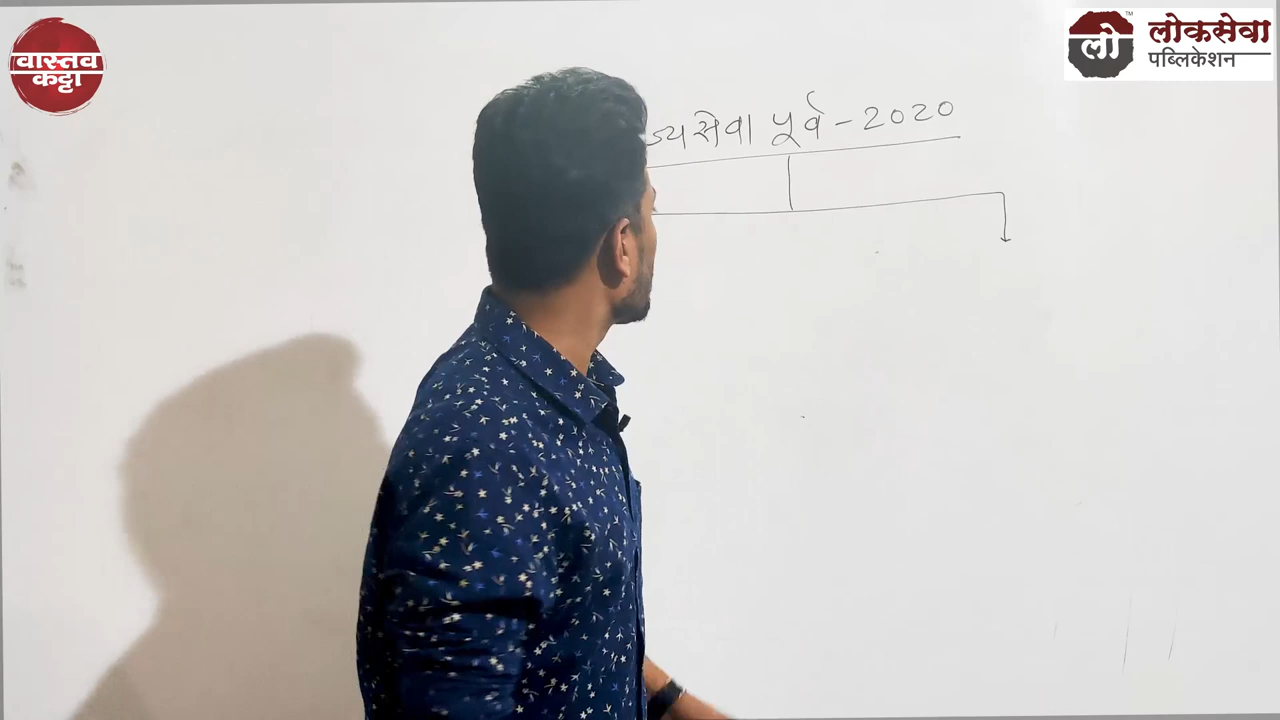 वास्तव
कट्टा
लो
लोकसेवा
पब्लिकेशन
ज्यसेवा पूर्व - 2020